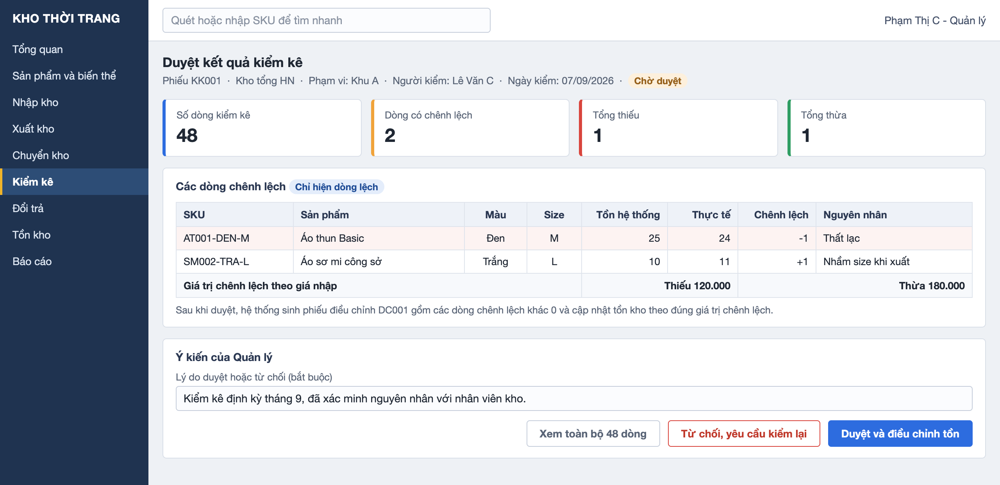 KHO THỜI TRANG
Tổng quan
Sản phẩm và biến thể
Nhập kho
Xuất kho
Chuyển kho
Kiểm kê
Đổi trả
Tồn kho
Báo cáo
Quét hoặc nhập SKU để tìm nhanh
Phạm Thị C - Quản lý
Duyệt kết quả kiểm kê
Phiếu KK001 · Kho tổng HN · Phạm vi: Khu A · Người kiểm: Lê Văn C · Ngày kiểm: 07/09/2026 · Chờ duyệt
Số dòng kiểm kê
48
Dòng có chênh lệch
2
Tổng thiếu
1
Tổng thừa
1
Các dòng chênh lệch Chỉ hiện dòng lệch
SKU Sản phẩm Màu Size Tồn hệ thống Thực tế Chênh lệch Nguyên nhân
AT001-DEN-M Áo thun Basic Đen M 25 24 -1 Thất lạc
SM002-TRA-L Áo sơ mi công sở Trắng L 10 11 +1 Nhầm size khi xuất
Giá trị chênh lệch theo giá nhập Thiếu 120.000 Thừa 180.000
Sau khi duyệt, hệ thống sinh phiếu điều chỉnh DC001 gồm các dòng chênh lệch khác 0 và cập nhật tồn kho theo đúng giá trị chênh lệch.
Ý kiến của Quản lý
Lý do duyệt hoặc từ chối (bắt buộc)
Kiểm kê định kỳ tháng 9, đã xác minh nguyên nhân với nhân viên kho.
Xem toàn bộ 48 dòng Từ chối, yêu cầu kiểm lại Duyệt và điều chỉnh tồn